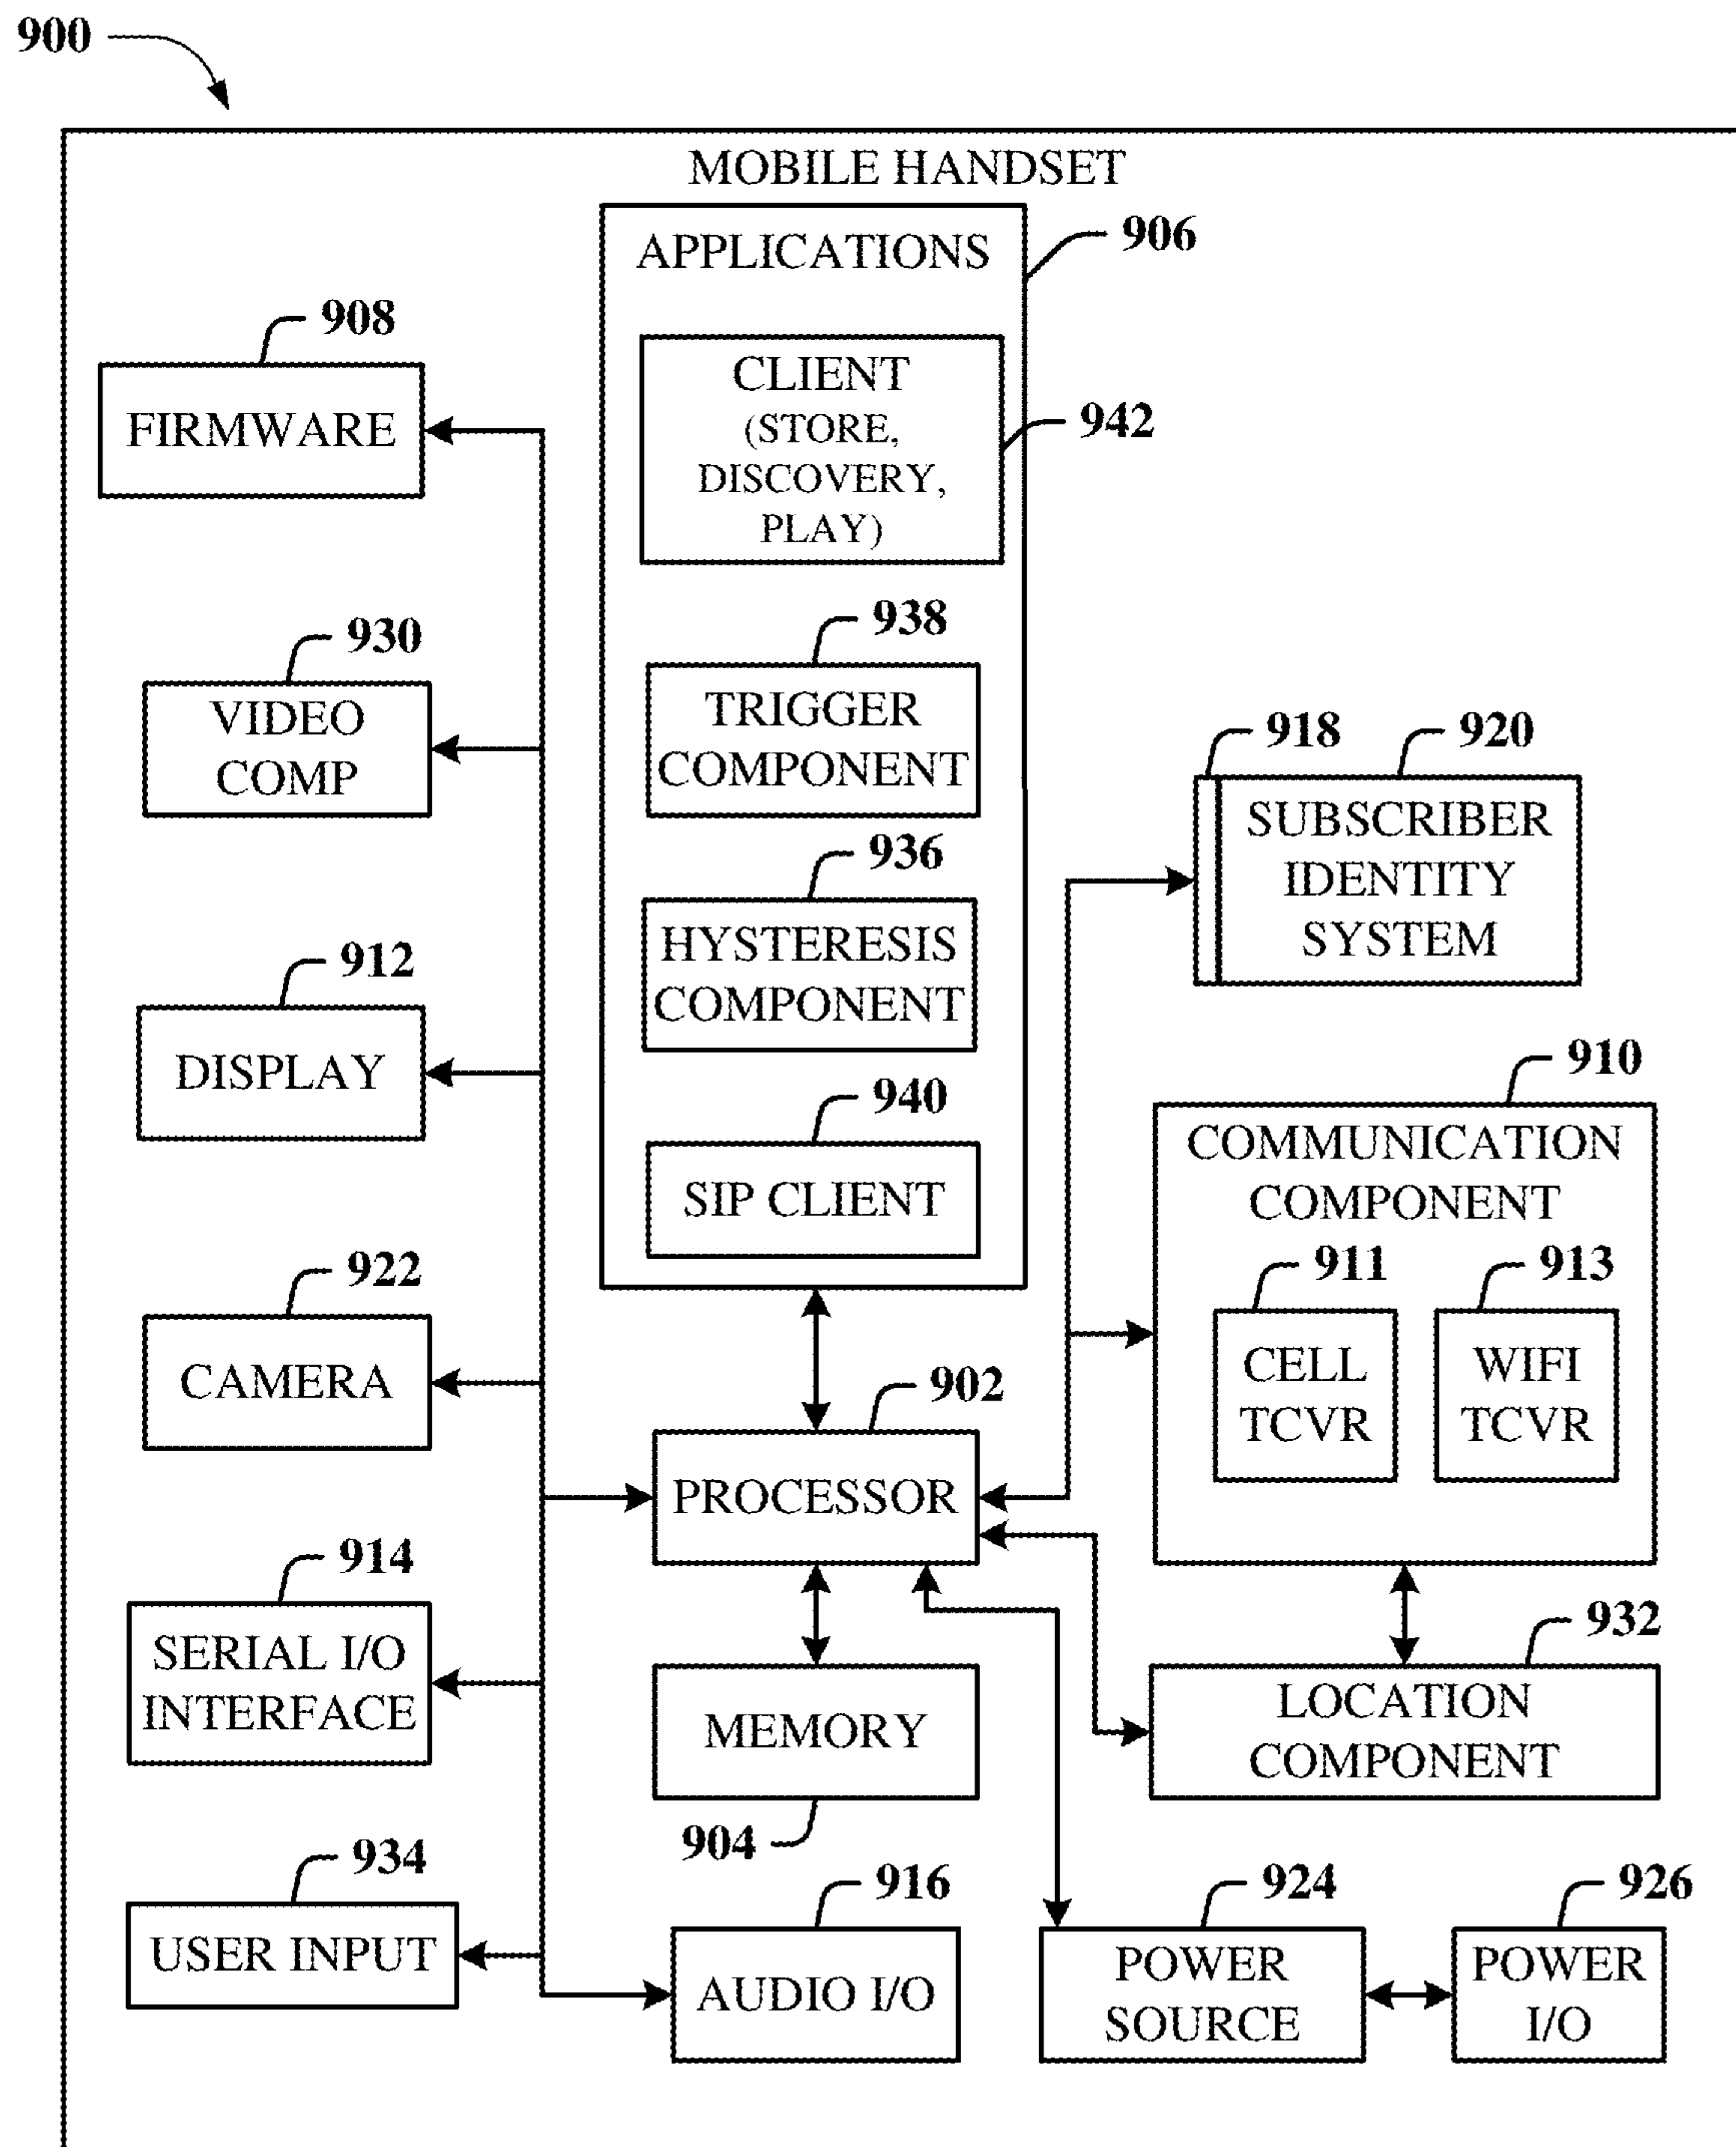 900
MOBILE HANDSET
APPLICATIONS
906
CLIENT
(STORE,
DISCOVERY,
PLAY)
942
908
FIRMWARE
938
TRIGGER
COMPONENT
930
VIDEO
COMP
918
920
SUBSCRIBER
IDENTITY
SYSTEM
936
HYSTERESIS
COMPONENT
912
DISPLAY
940
SIP CLIENT
910
COMMUNICATION
COMPONENT
911
CELL
TCVR
913
WIFI
TCVR
922
CAMERA
902
PROCESSOR
914
SERIAL I/O
INTERFACE
MEMORY
904
932
LOCATION
COMPONENT
934
USER INPUT
916
AUDIO I/O
924
POWER
SOURCE
926
POWER
I/O